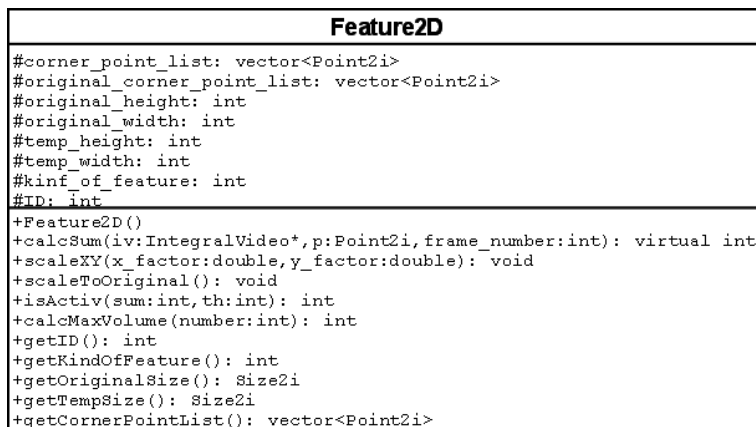 Feature2D
#corner_point_list: vector<Point2i>
#original_corner_point_list: vector<Point2i>
#original_height: int
#original_width: int
#temp_height: int
#temp_width: int
#kinf_of_feature: int
#ID: int
+Feature2D()
+calcSum(iv:IntegralVideo*,p:Point2i,frame_number:int): virtual int
+scaleXY(x_factor:double,y_factor:double): void
+scaleToOriginal(): void
+isActiv(sum:int,th:int): int
+calcMaxVolume(number:int): int
+getID(): int
+getKindOfFeature(): int
+getOriginalSize(): Size2i
+getTempSize(): Size2i
+getCornerPointList(): vector<Point2i>